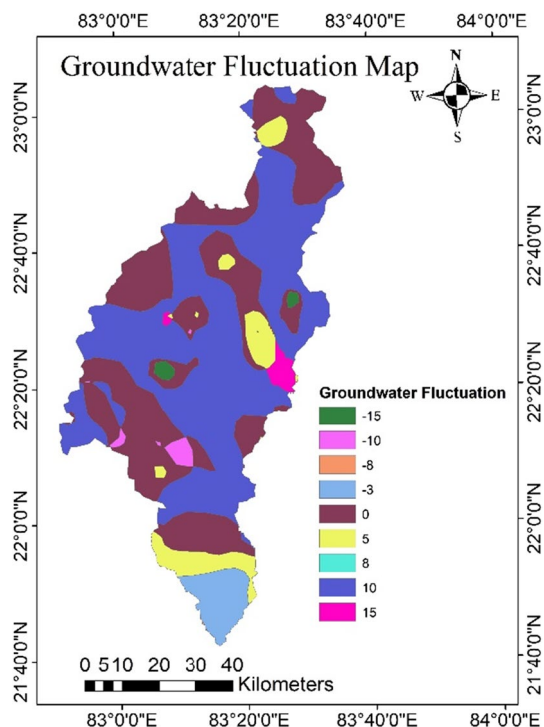 83°0'0"E 83°20'0"E 83°40'0"E 84°0'0"E
Groundwater Fluctuation Map
N
W E
S
23°0'0"N 23°0'0"N
22°40'0"N 22°40'0"N
22°20'0"N 22°20'0"N
Groundwater Fluctuation
-15
-10
-8
-3
0
5
8
10
15
22°0'0"N 22°0'0"N
21°40'0"N 21°40'0"N
0 5 10 20 30 40
Kilometers
83°0'0"E 83°20'0"E 83°40'0"E 84°0'0"E